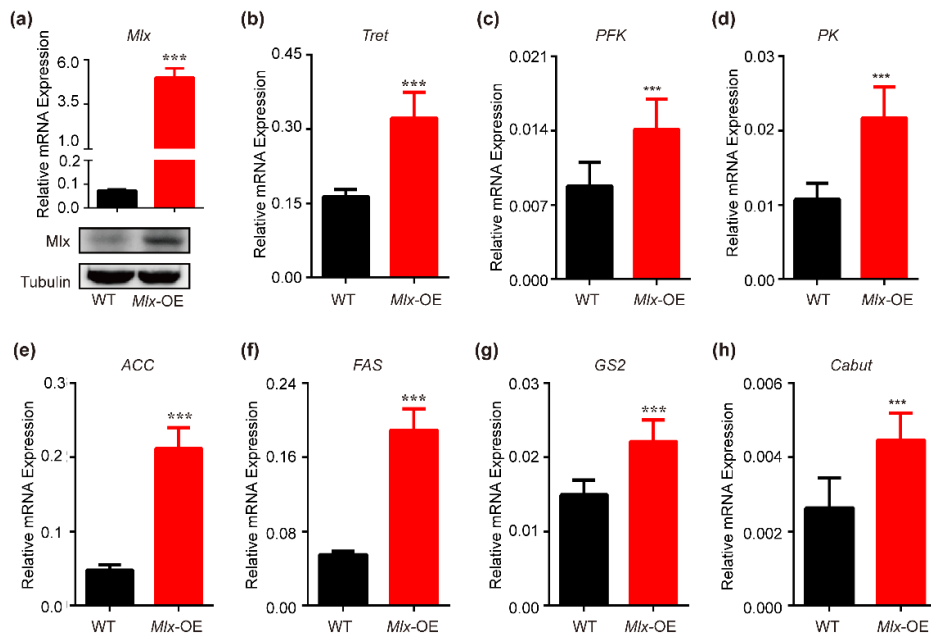 (a)
Mlx
Relative mRNA Expression
6.0
3.5
1.0
0.2
0.1
0.0
***
Mlx
Tubulin
WT
Mlx-OE
(b)
Tret
Relative mRNA Expression
0.45
0.30
0.15
0.00
***
WT
Mlx-OE
(c)
PFK
Relative mRNA Expression
0.021
0.014
0.007
0.000
***
WT
Mlx-OE
(d)
PK
Relative mRNA Expression
0.03
0.02
0.01
0.00
***
WT
Mlx-OE
(e)
ACC
Relative mRNA Expression
0.3
0.2
0.1
0.0
***
WT
Mlx-OE
(f)
FAS
Relative mRNA Expression
0.24
0.16
0.08
0.00
***
WT
Mlx-OE
(g)
GS2
Relative mRNA Expression
0.03
0.02
0.01
0.00
***
WT
Mlx-OE
(h)
Cabut
Relative mRNA Expression
0.006
0.004
0.002
0.000
***
WT
Mlx-OE